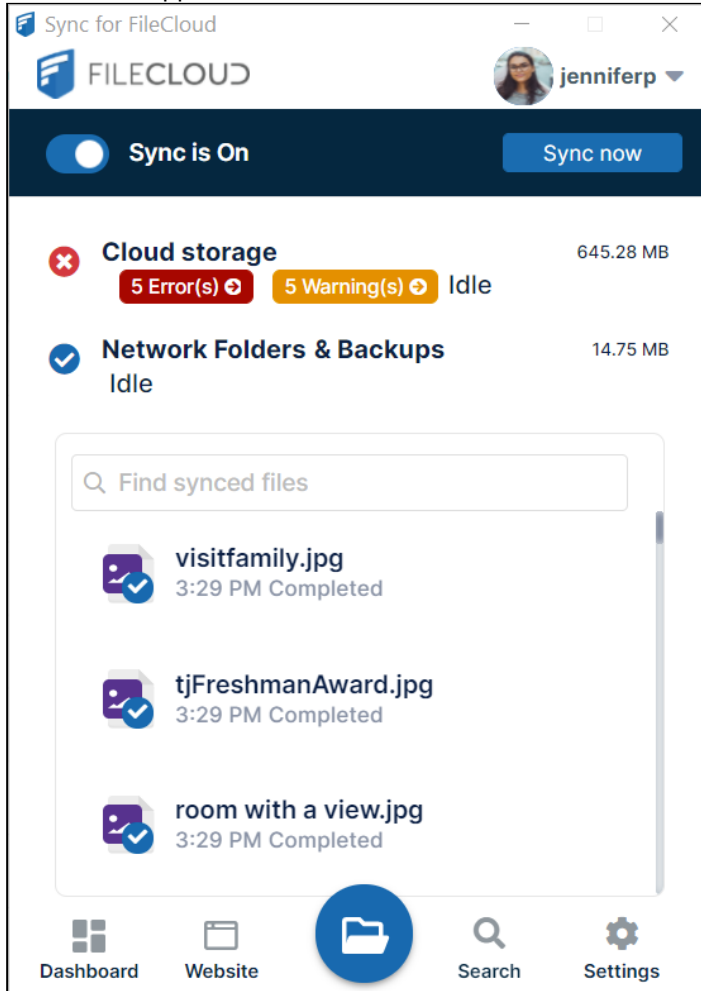 Sync for FileCloud
FILECLOUD
jenniferp
Sync is On
Sync now
Cloud storage
645.28 MB
5 Error(s)
5 Warning(s)
Idle
Network Folders & Backups
14.75 MB
Idle
Find synced files
visitfamily.jpg
3:29 PM Completed
tjFreshmanAward.jpg
3:29 PM Completed
room with a view.jpg
3:29 PM Completed
Dashboard
Website
Search
Settings